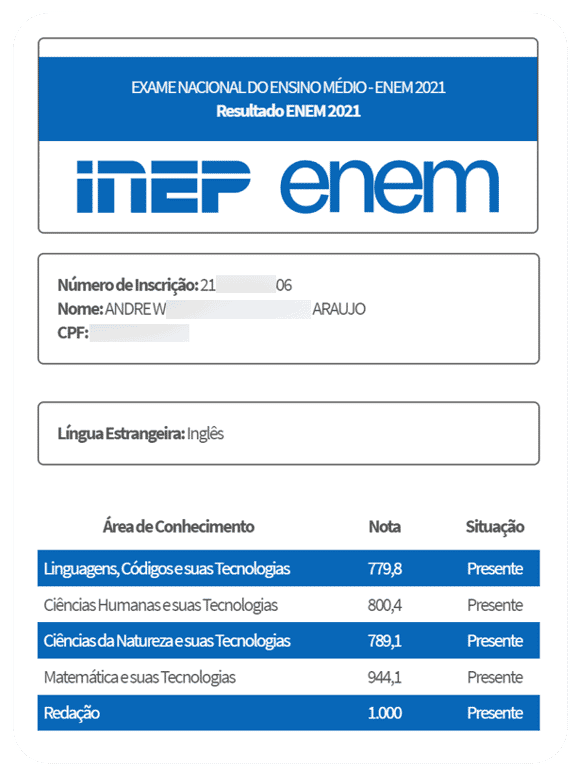 EXAME NACIONAL DO ENSINO MÉDIO - ENEM 2021
Resultado ENEM 2021
inep enem
Número de Inscrição: 21 06
Nome: ANDRE W ARAUJO
CPF:
Língua Estrangeira: Inglês
Área de Conhecimento Nota Situação
Linguagens, Códigos e suas Tecnologias 779,8 Presente
Ciências Humanas e suas Tecnologias 800,4 Presente
Ciências da Natureza e suas Tecnologias 789,1 Presente
Matemática e suas Tecnologias 944,1 Presente
Redação 1.000 Presente